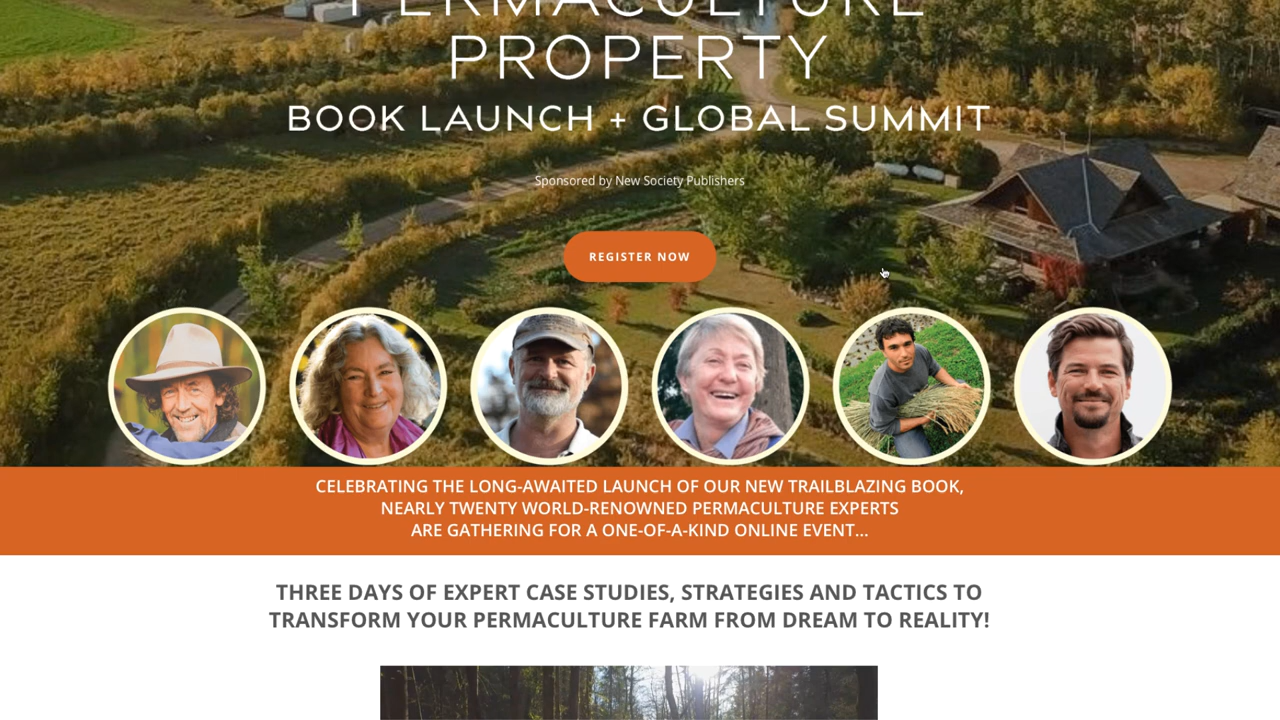 PERMACULTURE
PROPERTY
BOOK LAUNCH + GLOBAL SUMMIT
Sponsored by New Society Publishers
REGISTER NOW
CELEBRATING THE LONG-AWAITED LAUNCH OF OUR NEW TRAILBLAZING BOOK,
NEARLY TWENTY WORLD-RENOWNED PERMACULTURE EXPERTS
ARE GATHERING FOR A ONE-OF-A-KIND ONLINE EVENT...
THREE DAYS OF EXPERT CASE STUDIES, STRATEGIES AND TACTICS TO
TRANSFORM YOUR PERMACULTURE FARM FROM DREAM TO REALITY!